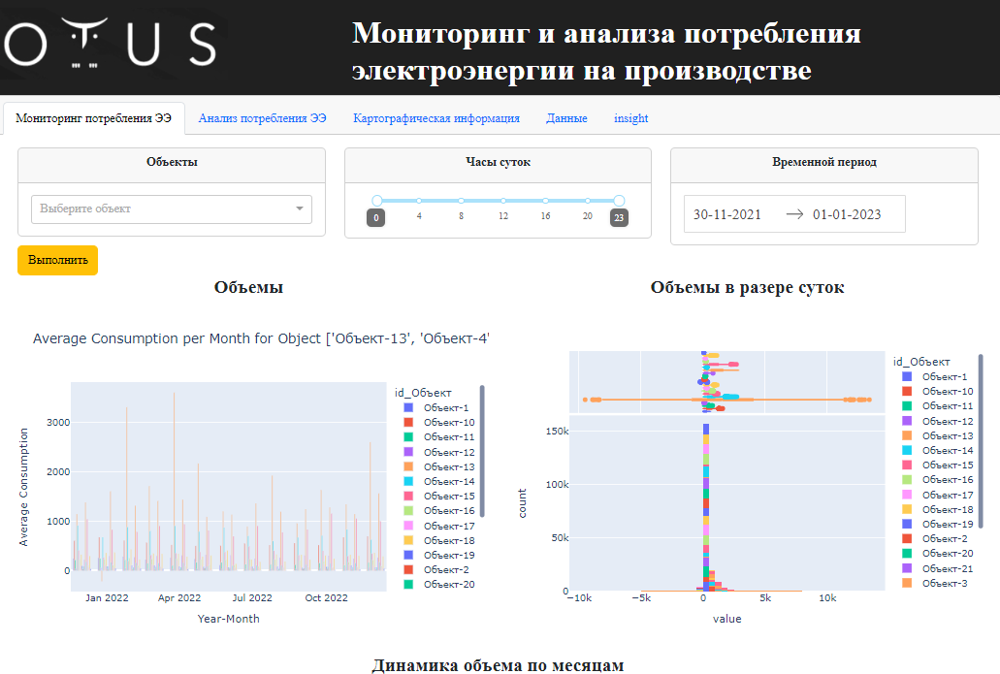 OTUS
Мониторинг и анализа потребления
электроэнергии на производстве
Мониторинг потребления ЭЭ
Анализ потребления ЭЭ
Картографическая информация
Данные
insight
Объекты
Выберите объект
Часы суток
0 4 8 12 16 20 23
Временной период
30-11-2021 → 01-01-2023
Выполнить
Объемы
Average Consumption per Month for Object ['Объект-13', 'Объект-4'
Average Consumption
3000
2000
1000
0
Jan 2022 Apr 2022 Jul 2022 Oct 2022
Year-Month
id_Объект
Объект-1
Объект-10
Объект-11
Объект-12
Объект-13
Объект-14
Объект-15
Объект-16
Объект-17
Объект-18
Объект-19
Объект-2
Объект-20
Объемы в разере суток
count
150k
100k
50k
0
−10k −5k 0 5k 10k
value
id_Объект
Объект-1
Объект-10
Объект-11
Объект-12
Объект-13
Объект-14
Объект-15
Объект-16
Объект-17
Объект-18
Объект-19
Объект-2
Объект-20
Объект-21
Объект-3
Динамика объема по месяцам